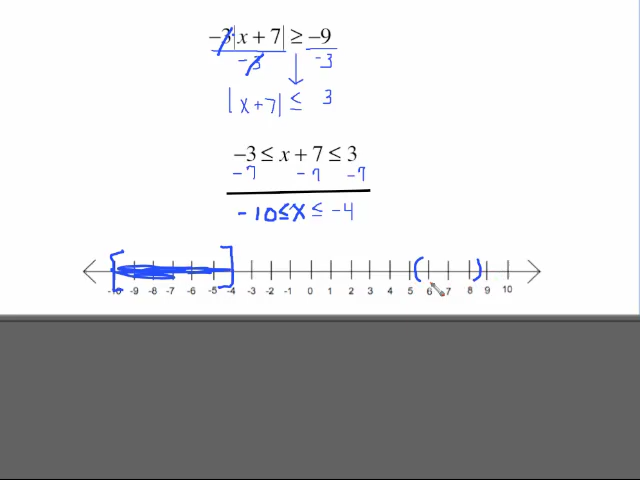 -3|x + 7| ≥ -9
-3 -3
|x+7| ≤ 3
-3 ≤ x + 7 ≤ 3
-7 -7 -7
-10 ≤ x ≤ -4
[ ] ( )
-10 -9 -8 -7 -6 -5 -4 -3 -2 -1 0 1 2 3 4 5 6 7 8 9 10